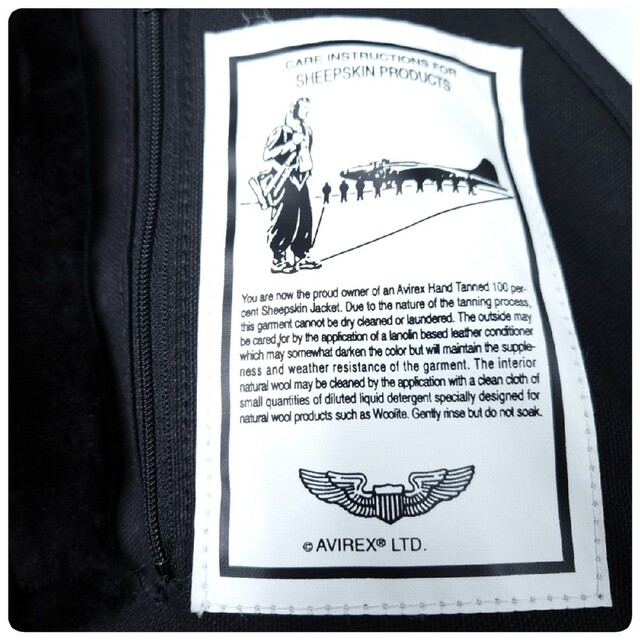 CARE INSTRUCTIONS FOR
SHEEPSKIN PRODUCTS
You are now the proud owner of an Avirex Hand Tanned 100 per-
cent Sheepskin Jacket. Due to the nature of the tanning process,
this garment cannot be dry cleaned or laundered. The outside may
be cared for by the application of a lanolin based leather conditioner
which may somewhat darken the color but will maintain the supple-
ness and weather resistance of the garment. The interior
natural wool may be cleaned by the application with a clean cloth of
small quantities of diluted liquid detergent specially designed for
natural wool products such as Woolite. Gently rinse but do not soak.
© AVIREX® LTD.